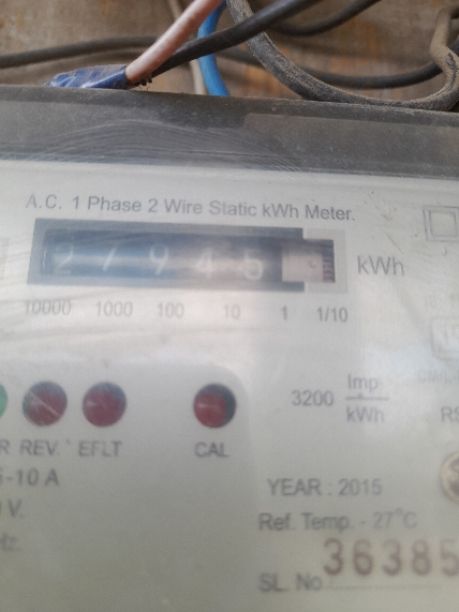 A.C. 1 Phase 2 Wire Static kWh Meter.
27945 kWh
10000 1000 100 10 1 1/10
3200 Imp
kWh
REV. EFLT CAL
-10 A
V.
Hz.
YEAR : 2015
Ref. Temp. - 27°C
SL. No. 36385